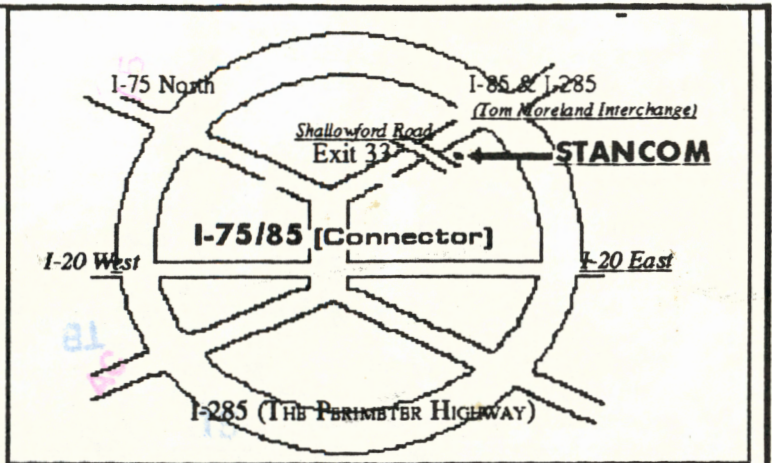 I-75 North
I-85 & I-285
(Tom Moreland Interchange)
Shallowford Road
Exit 33
STANCOM
I-75/85 [Connector]
I-20 West
I-20 East
I-285 (The Perimeter Highway)